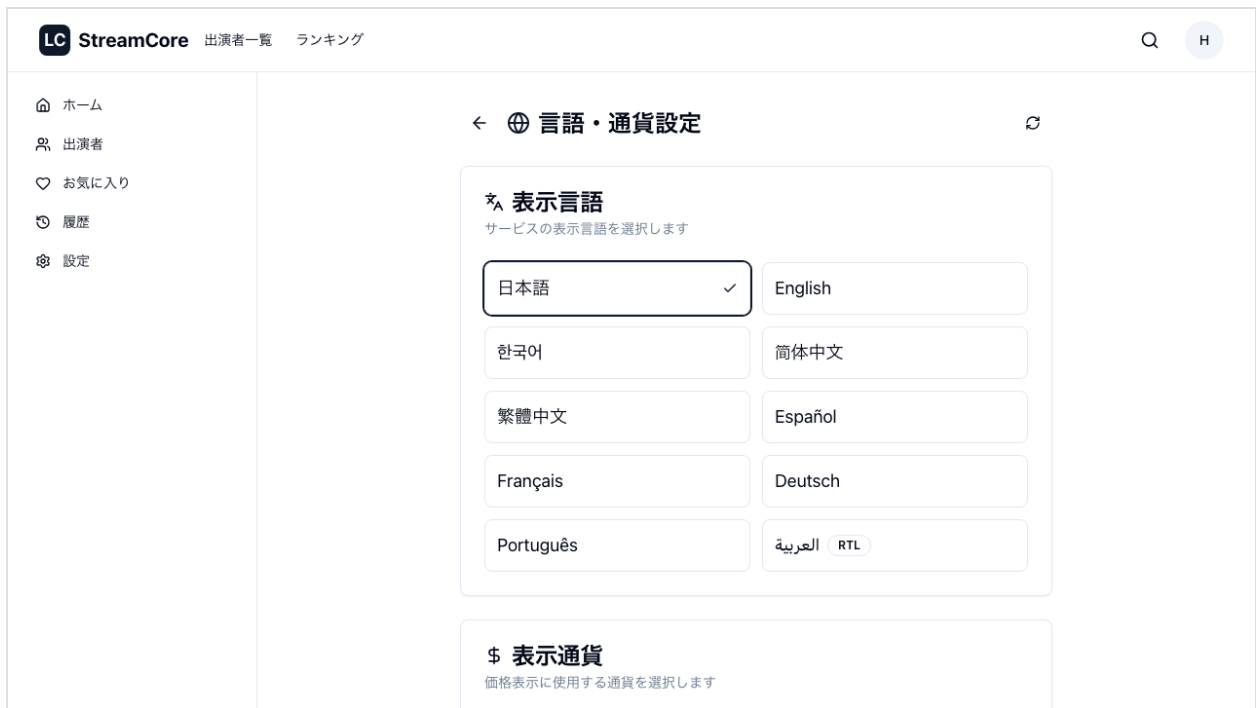 LC StreamCore 出演者一覧 ランキング H
ホーム
出演者
お気に入り
履歴
設定
言語・通貨設定
表示言語
サービスの表示言語を選択します
日本語 English
한국어 简体中文
繁體中文 Español
Français Deutsch
Português العربية RTL
$ 表示通貨
価格表示に使用する通貨を選択します